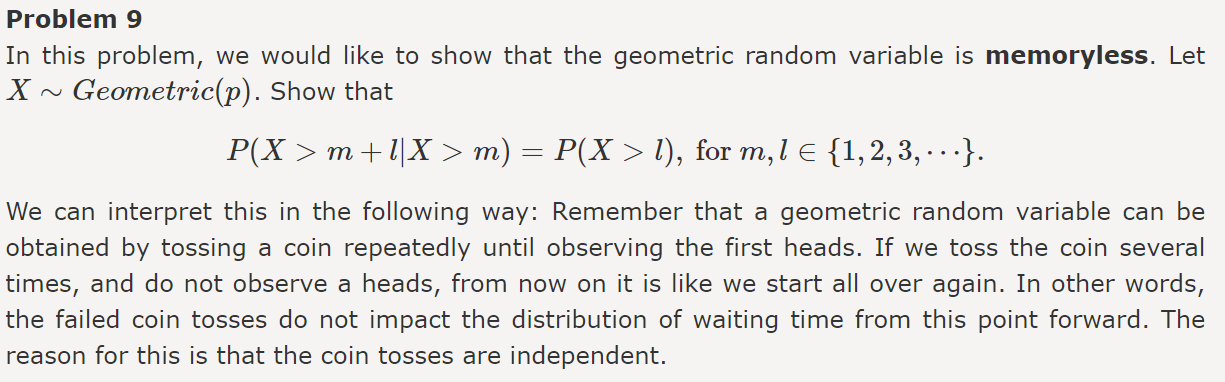 Problem 9
In this problem, we would like to show that the geometric random variable is memoryless. Let
X ∼ Geometric(p). Show that
P(X > m + l|X > m) = P(X > l), for m, l ∈ {1, 2, 3, ⋯}.
We can interpret this in the following way: Remember that a geometric random variable can be
obtained by tossing a coin repeatedly until observing the first heads. If we toss the coin several
times, and do not observe a heads, from now on it is like we start all over again. In other words,
the failed coin tosses do not impact the distribution of waiting time from this point forward. The
reason for this is that the coin tosses are independent.